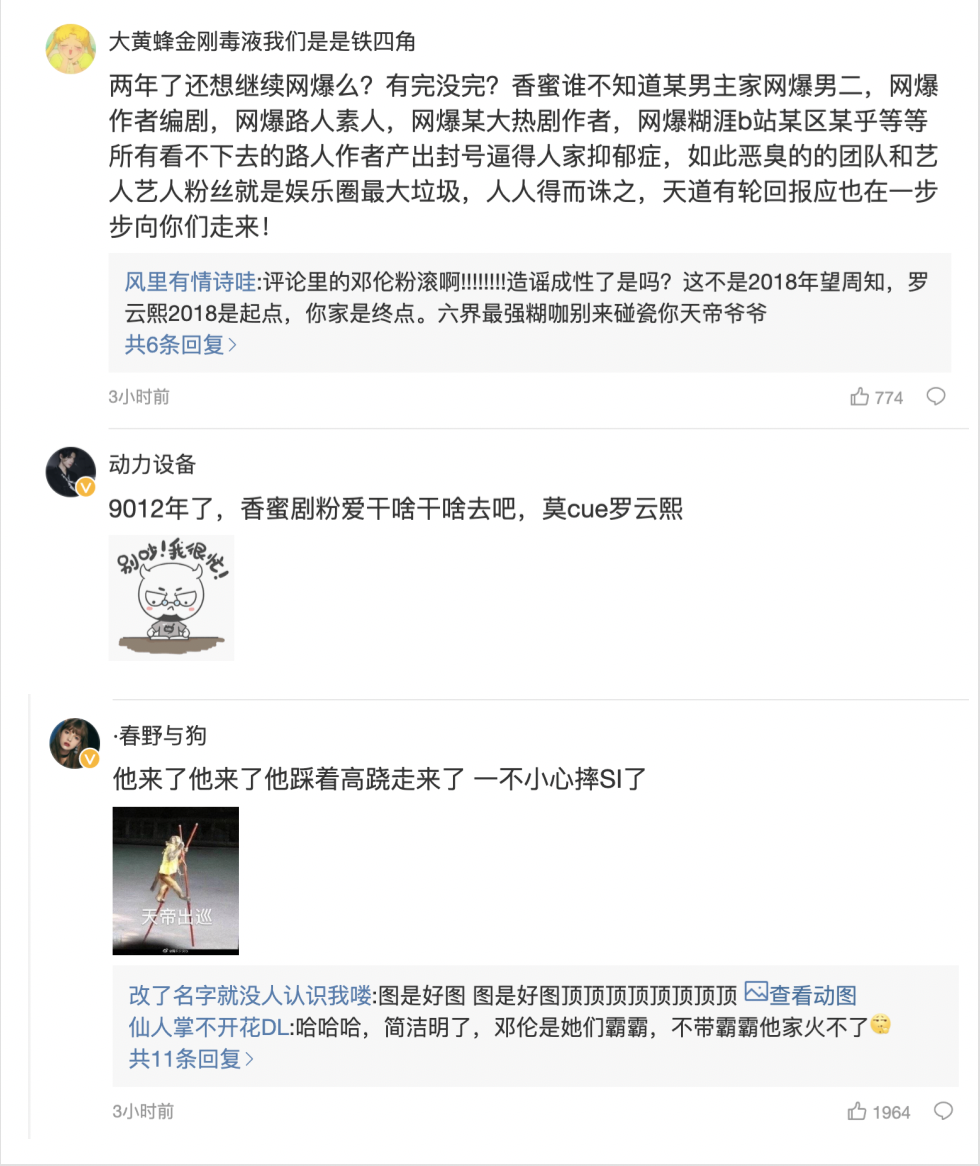 大黄蜂金刚毒液我们是是铁四角
两年了还想继续网爆么？有完没完？香蜜谁不知道某男主家网爆男二，网爆
作者编剧，网爆路人素人，网爆某大热剧作者，网爆糊涯b站某区某乎等等
所有看不下去的路人作者产出封号逼得人家抑郁症，如此恶臭的的团队和艺
人艺人粉丝就是娱乐圈最大垃圾，人人得而诛之，天道有轮回报应也在一步
步向你们走来！
风里有情诗哇:评论里的邓伦粉滚啊!!!!!!!!造谣成性了是吗？这不是2018年望周知，罗
云熙2018是起点，你家是终点。六界最强糊咖别来碰瓷你天帝爷爷
共6条回复>
3小时前 774
动力设备
9012年了，香蜜剧粉爱干啥干啥去吧，莫cue罗云熙
别吵!我很忙!
·春野与狗
他来了他来了他踩着高跷走来了 一不小心摔SI了
天帝出巡
改了名字就没人认识我喽:图是好图 图是好图顶顶顶顶顶顶顶顶 查看动图
仙人掌不开花DL:哈哈哈，简洁明了，邓伦是她们霸霸，不带霸霸他家火不了
共11条回复>
3小时前 1964